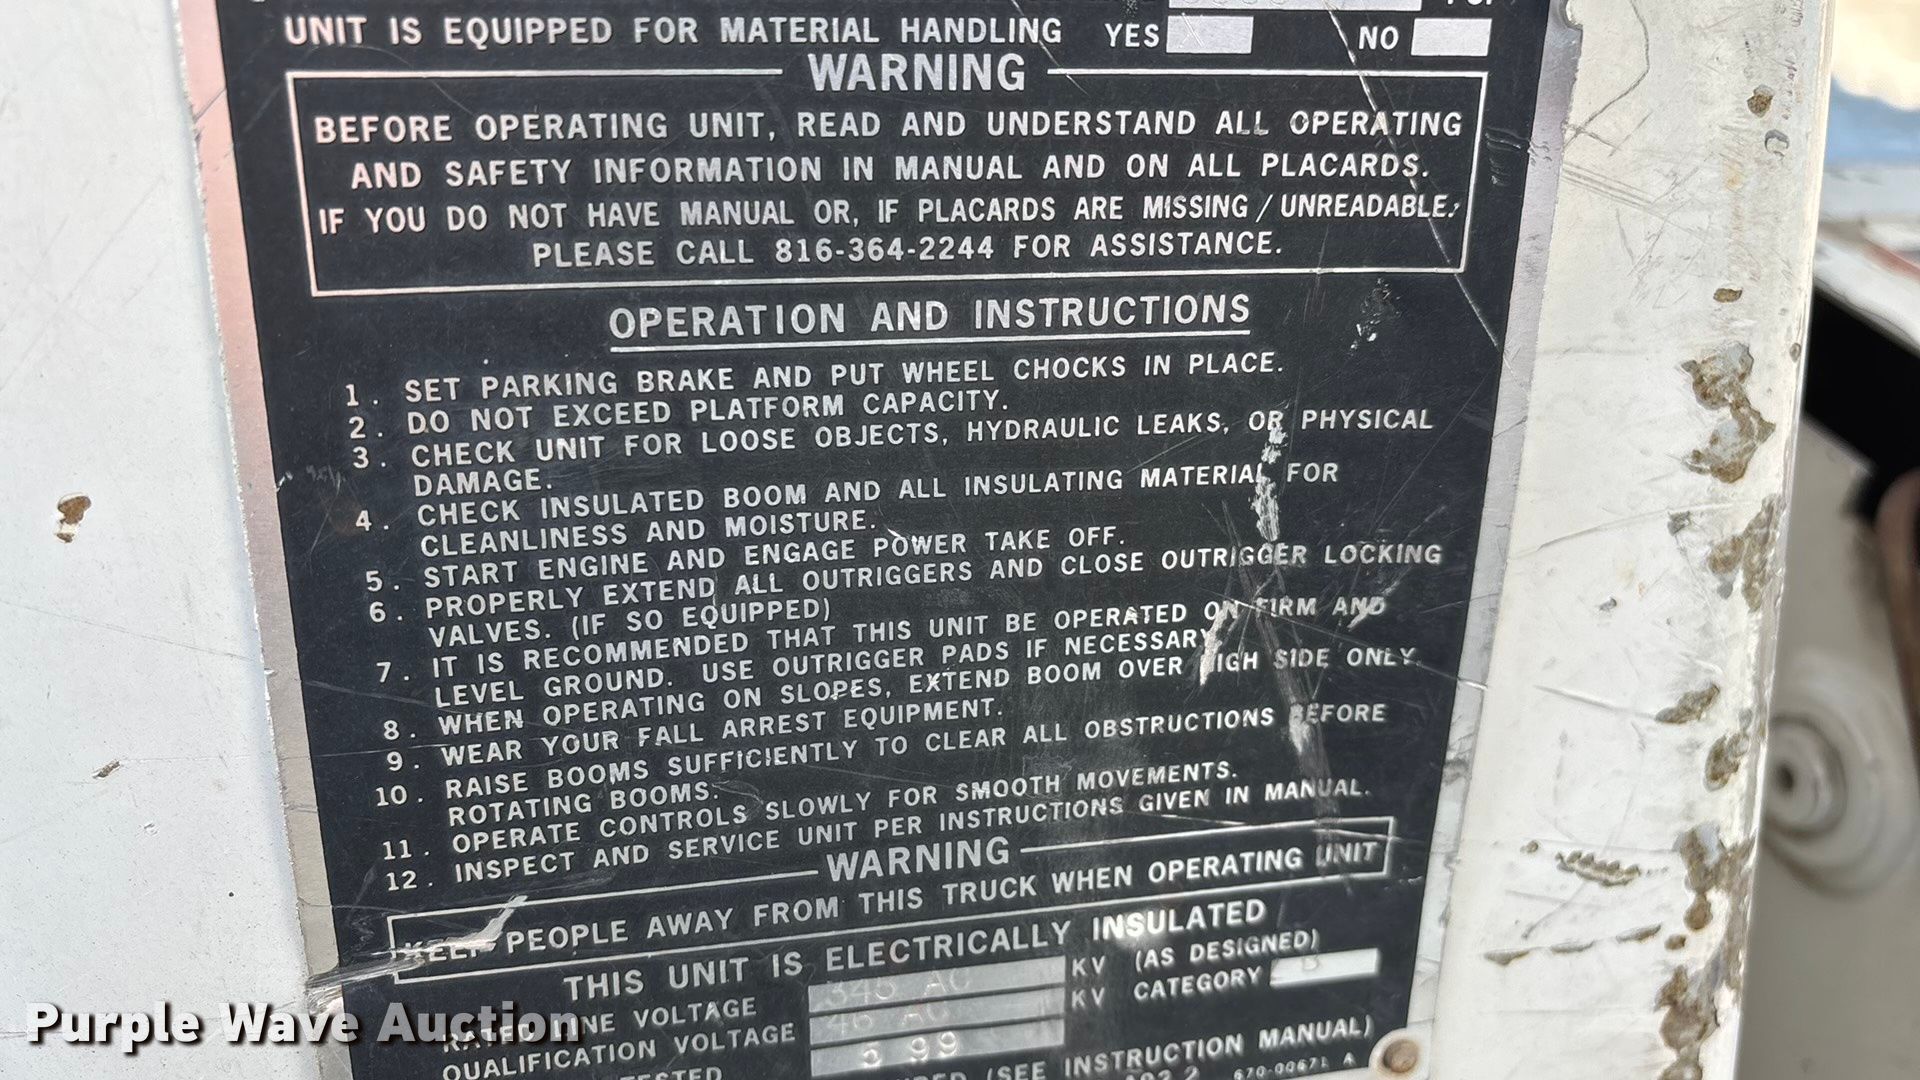 UNIT IS EQUIPPED FOR MATERIAL HANDLING YES X NO
WARNING
BEFORE OPERATING UNIT, READ AND UNDERSTAND ALL OPERATING
AND SAFETY INFORMATION IN MANUAL AND ON ALL PLACARDS.
IF YOU DO NOT HAVE MANUAL OR, IF PLACARDS ARE MISSING/UNREADABLE.
PLEASE CALL 816-364-2244 FOR ASSISTANCE.
OPERATION AND INSTRUCTIONS
1. SET PARKING BRAKE AND PUT WHEEL CHOCKS IN PLACE.
2. DO NOT EXCEED PLATFORM CAPACITY.
3. CHECK UNIT FOR LOOSE OBJECTS, HYDRAULIC LEAKS, OR PHYSICAL
DAMAGE.
4. CHECK INSULATED BOOM AND ALL INSULATING MATERIAL FOR
CLEANLINESS AND MOISTURE.
5. START ENGINE AND ENGAGE POWER TAKE OFF.
6. PROPERLY EXTEND ALL OUTRIGGERS AND CLOSE OUTRIGGER LOCKING
VALVES. (IF SO EQUIPPED)
7. IT IS RECOMMENDED THAT THIS UNIT BE OPERATED ON FIRM AND
LEVEL GROUND. USE OUTRIGGER PADS IF NECESSARY
8. WHEN OPERATING ON SLOPES, EXTEND BOOM OVER HIGH SIDE ONLY.
9. WEAR YOUR FALL ARREST EQUIPMENT.
10. RAISE BOOMS SUFFICIENTLY TO CLEAR ALL OBSTRUCTIONS BEFORE
ROTATING BOOMS.
11. OPERATE CONTROLS SLOWLY FOR SMOOTH MOVEMENTS.
12. INSPECT AND SERVICE UNIT PER INSTRUCTIONS GIVEN IN MANUAL.
WARNING
KEEP PEOPLE AWAY FROM THIS TRUCK WHEN OPERATING UNIT
THIS UNIT IS ELECTRICALLY INSULATED
RATED LINE VOLTAGE 345 AC KV (AS DESIGNED)
QUALIFICATION VOLTAGE 46 AC KV CATEGORY B
TESTED 99
(SEE INSTRUCTION MANUAL)
670-00671 A
Purple Wave Auction